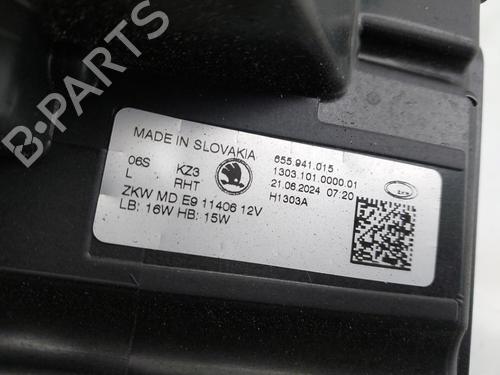 B-PARTS
MADE IN SLOVAKIA 655.941.015
06S KZ3 1303.101.0000.01
L RHT 21.06.2024 07:20
ZKW MD E9 11406 12V H1303A
LB: 16W HB: 15W